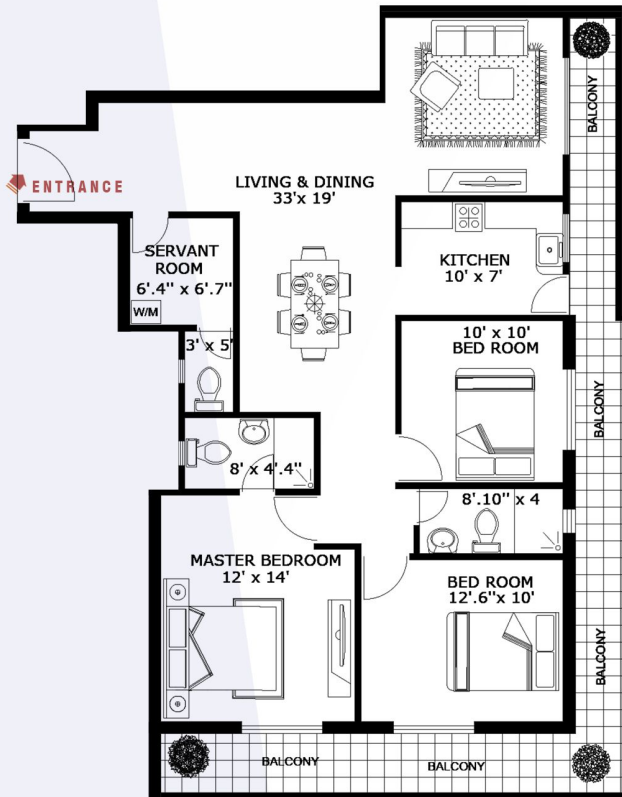 BALCONY
ENTRANCE
LIVING & DINING
33'x 19'
SERVANT
ROOM
6'.4'' x 6'.7''
W/M
KITCHEN
10' x 7'
3' x 5'
10' x 10'
BED ROOM
BALCONY
8' x 4'.4''
8'.10'' x 4
MASTER BEDROOM
12' x 14'
BED ROOM
12'.6''x 10'
BALCONY
BALCONY
BALCONY